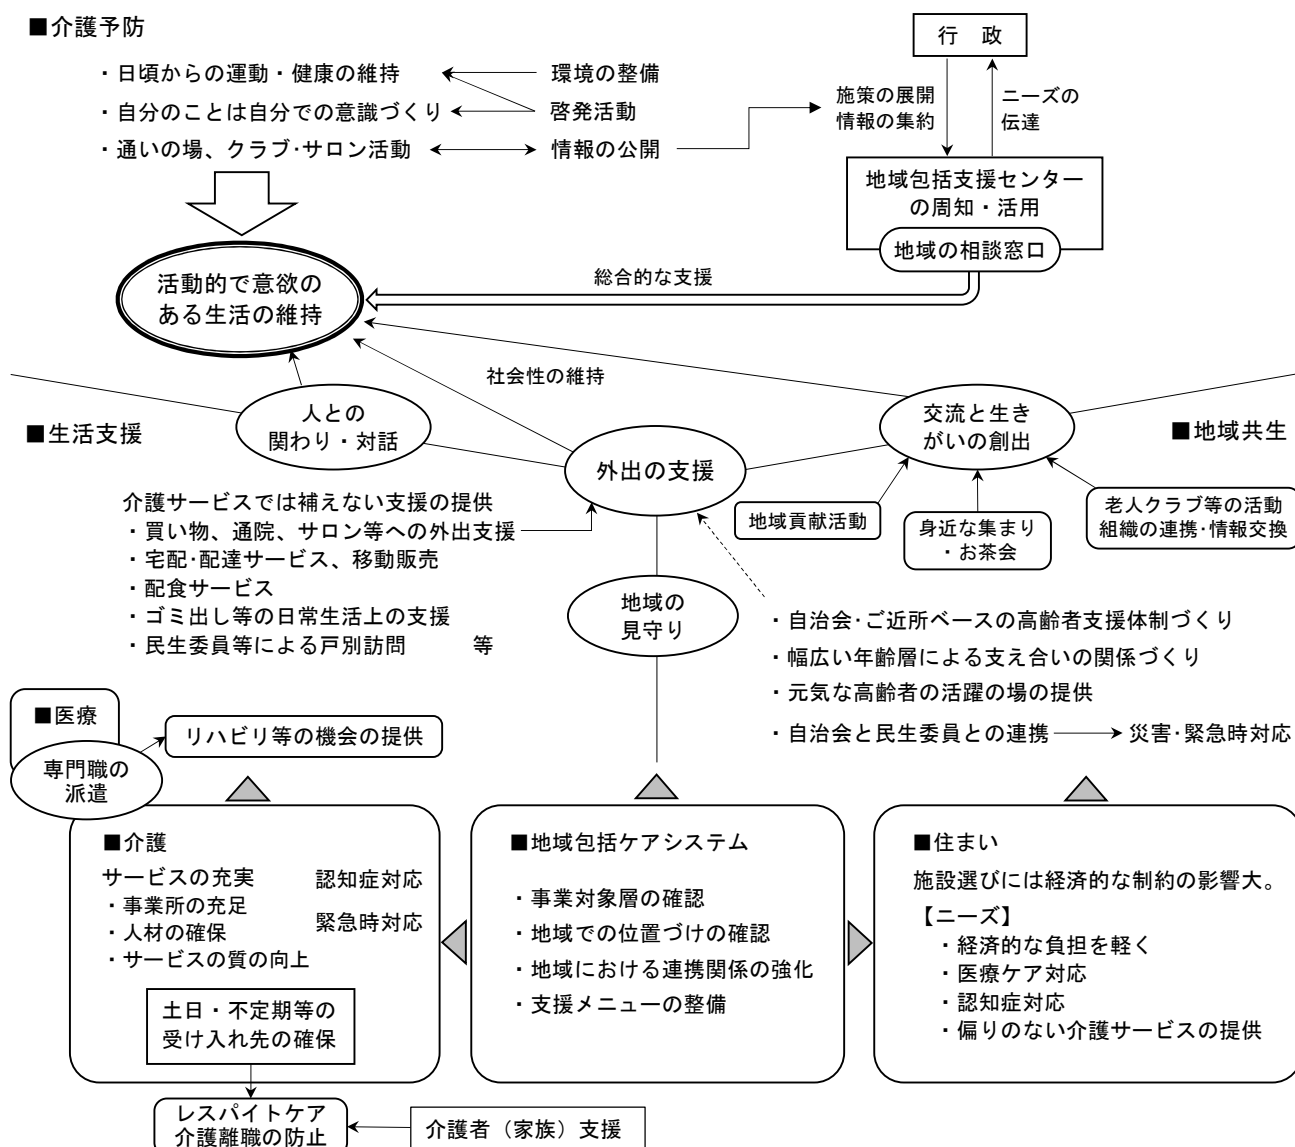 ■介護予防
・日頃からの運動・健康の維持
環境の整備
・自分のことは自分での意識づくり
啓発活動
・通いの場、クラブ・サロン活動
情報の公開
行　政
施策の展開
情報の集約
ニーズの
伝達
地域包括支援センター
の周知・活用
地域の相談窓口
総合的な支援
活動的で意欲の
ある生活の維持
社会性の維持
■生活支援
人との
関わり・対話
外出の支援
交流と生き
がいの創出
■地域共生
介護サービスでは補えない支援の提供
・買い物、通院、サロン等への外出支援
・宅配・配達サービス、移動販売
・配食サービス
・ゴミ出し等の日常生活上の支援
・民生委員等による戸別訪問　　　等
地域貢献活動
身近な集まり
・お茶会
老人クラブ等の活動
組織の連携・情報交換
地域の
見守り
・自治会・ご近所ベースの高齢者支援体制づくり
・幅広い年齢層による支え合いの関係づくり
・元気な高齢者の活躍の場の提供
・自治会と民生委員との連携
災害・緊急時対応
■医療
専門職の
派遣
リハビリ等の機会の提供
■介護
サービスの充実
・事業所の充足
・人材の確保
・サービスの質の向上
認知症対応
緊急時対応
土日・不定期等の
受け入れ先の確保
レスパイトケア
介護離職の防止
介護者（家族）支援
■地域包括ケアシステム
・事業対象層の確認
・地域での位置づけの確認
・地域における連携関係の強化
・支援メニューの整備
■住まい
施設選びには経済的な制約の影響大。
【ニーズ】
・経済的な負担を軽く
・医療ケア対応
・認知症対応
・偏りのない介護サービスの提供